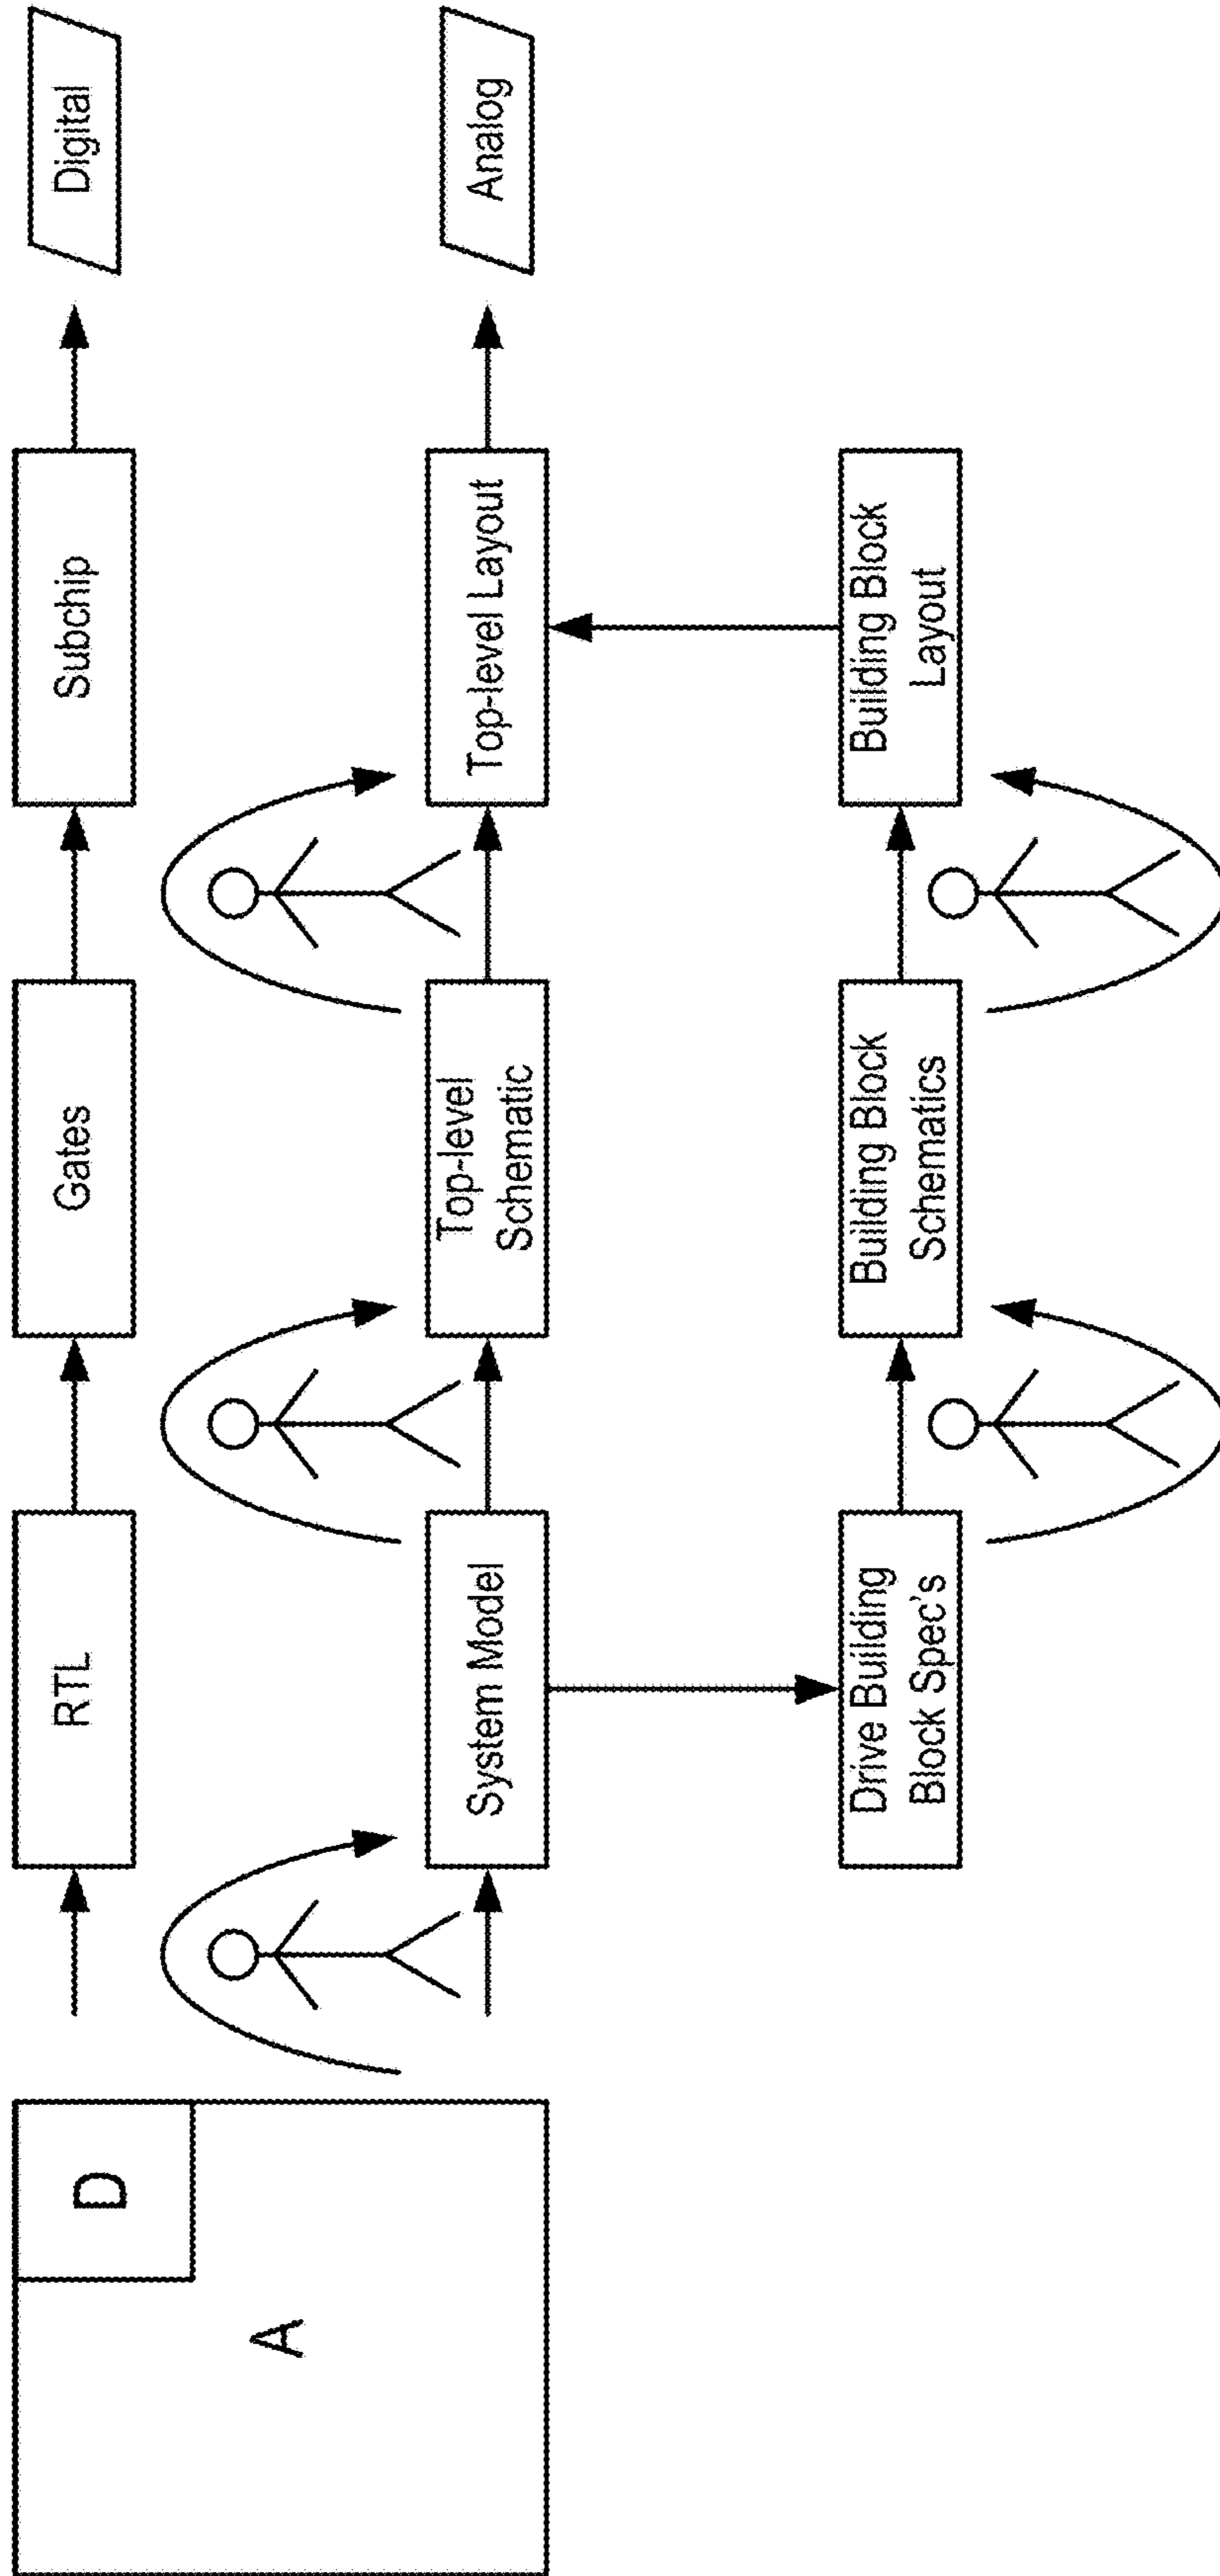 A
D
RTL
Gates
Subchip
Digital
System Model
Top-level
Schematic
Top-level Layout
Analog
Drive Building
Block Spec's
Building Block
Schematics
Building Block
Layout